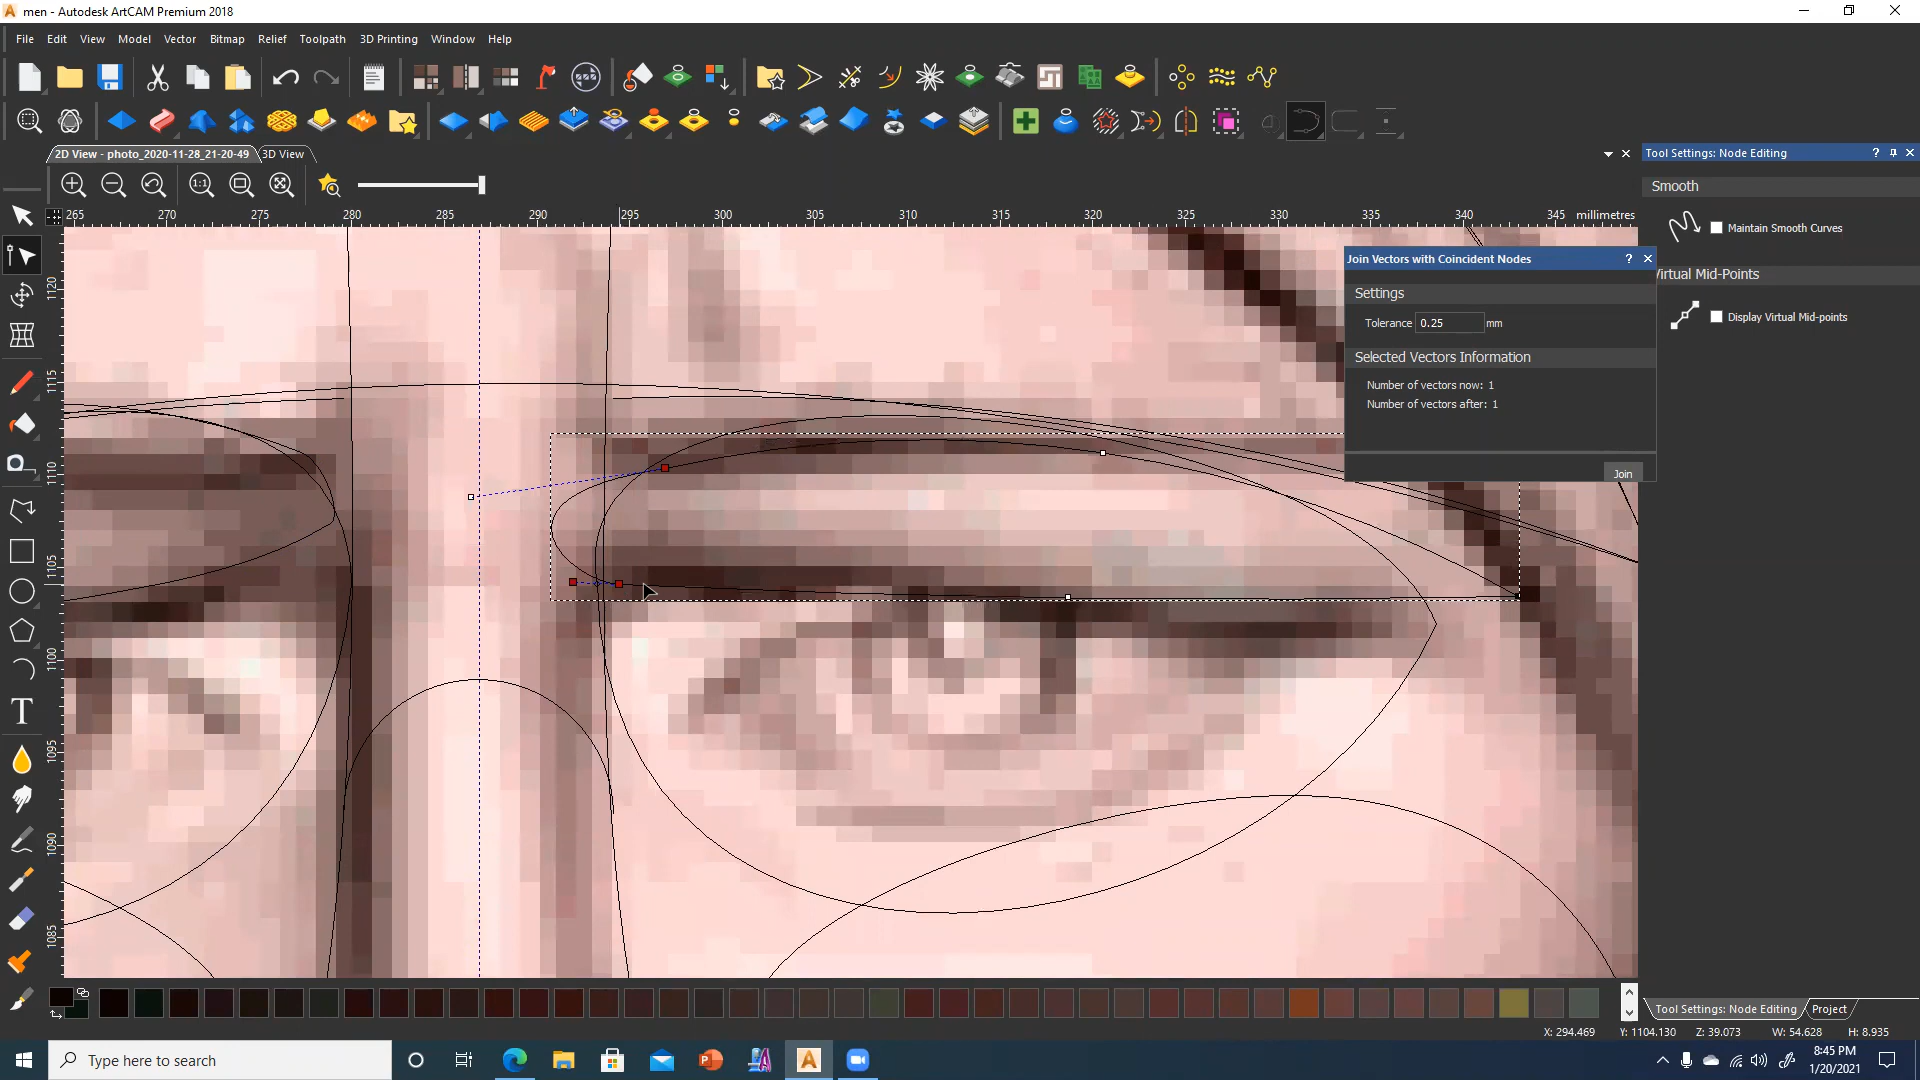 men - Autodesk ArtCAM Premium 2018
File Edit View Model Vector Bitmap Relief Toolpath 3D Printing Window Help
2D View - photo_2020-11-28_21-20-49 3D View
Tool Settings: Node Editing
1:1
Smooth
265 270 275 280 285 290 295 300 305 310 315 320 325 330 335 340 345 millimetres
Maintain Smooth Curves
Join Vectors with Coincident Nodes
Virtual Mid-Points
Settings
Display Virtual Mid-points
Tolerance 0.25 mm
Selected Vectors Information
Number of vectors now: 1
Number of vectors after: 1
Join
1120
1115
1110
1105
1100
1095
1090
1085
T
Tool Settings: Node Editing Project
X: 294.469 Y: 1104.130 Z: 39.073 W: 54.628 H: 8.935
Type here to search
8:45 PM
1/20/2021